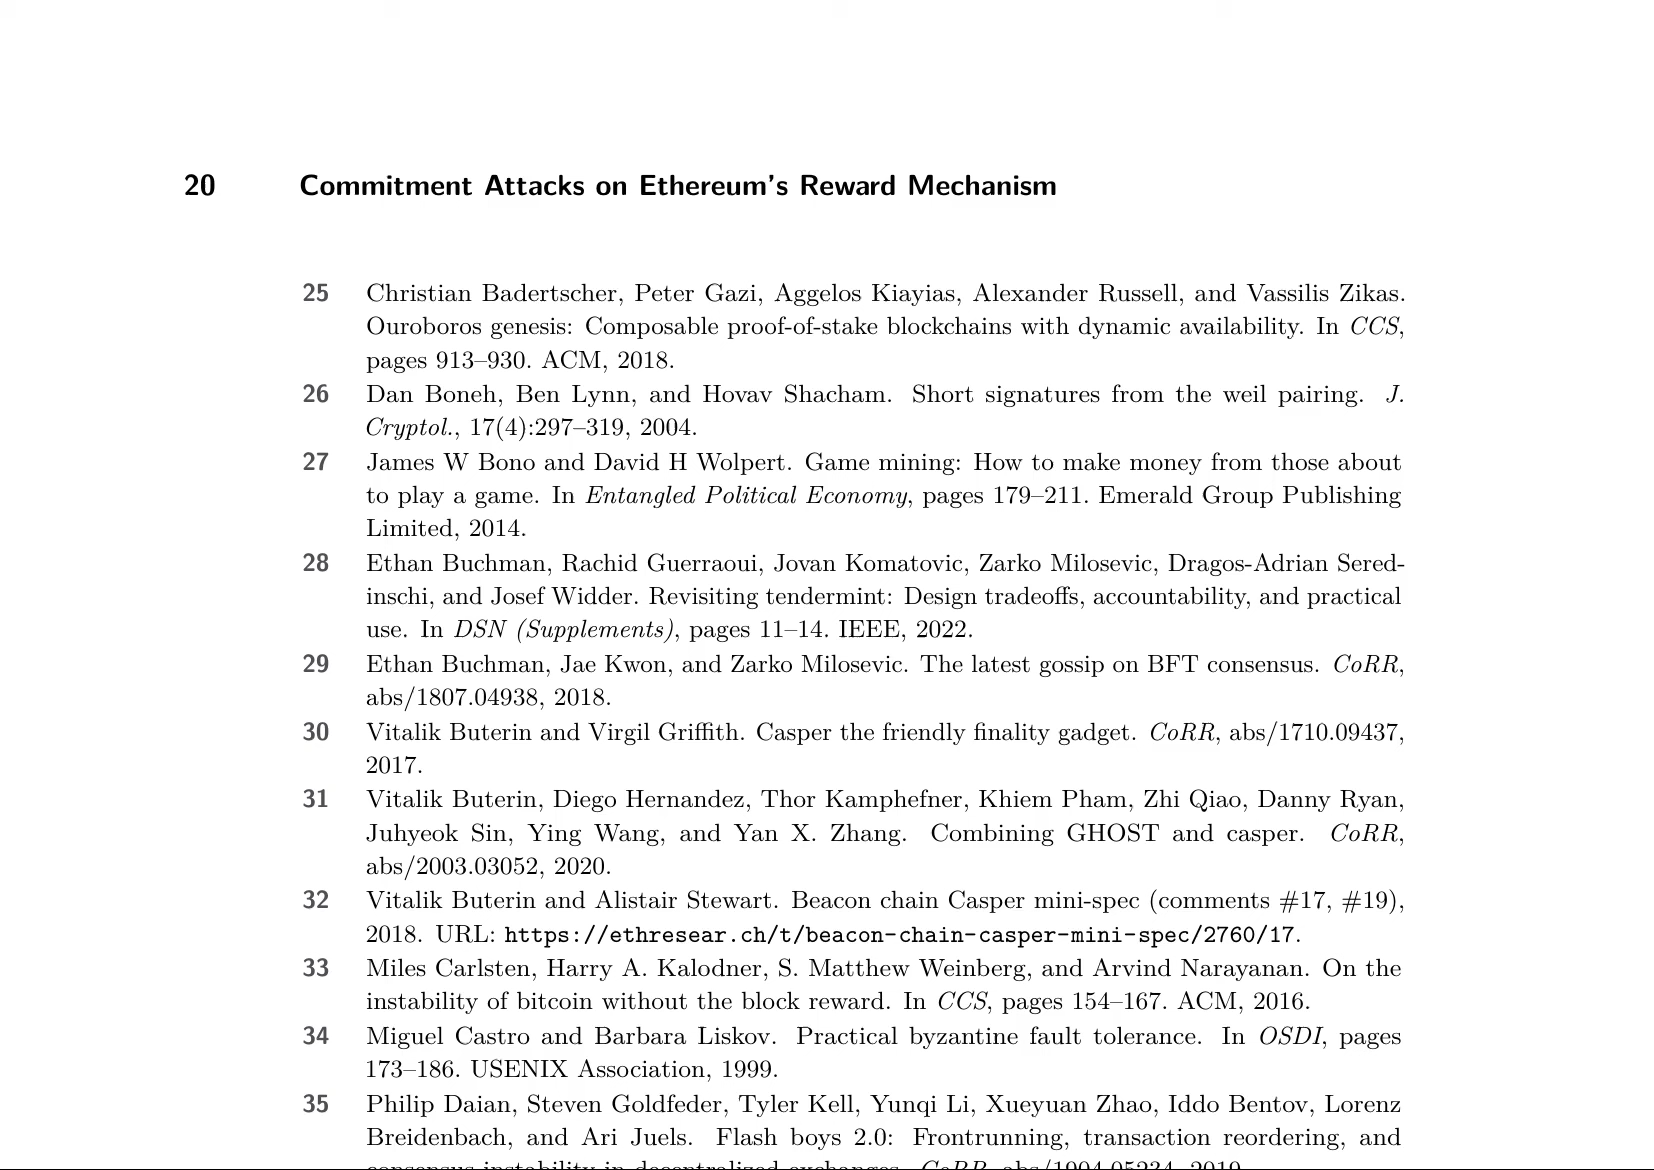 20 Commitment Attacks on Ethereum's Reward Mechanism
25 Christian Badertscher, Peter Gazi, Aggelos Kiayias, Alexander Russell, and Vassilis Zikas.
Ouroboros genesis: Composable proof-of-stake blockchains with dynamic availability. In CCS,
pages 913–930. ACM, 2018.
26 Dan Boneh, Ben Lynn, and Hovav Shacham. Short signatures from the weil pairing. J.
Cryptol., 17(4):297–319, 2004.
27 James W Bono and David H Wolpert. Game mining: How to make money from those about
to play a game. In Entangled Political Economy, pages 179–211. Emerald Group Publishing
Limited, 2014.
28 Ethan Buchman, Rachid Guerraoui, Jovan Komatovic, Zarko Milosevic, Dragos-Adrian Sered-
inschi, and Josef Widder. Revisiting tendermint: Design tradeoffs, accountability, and practical
use. In DSN (Supplements), pages 11–14. IEEE, 2022.
29 Ethan Buchman, Jae Kwon, and Zarko Milosevic. The latest gossip on BFT consensus. CoRR,
abs/1807.04938, 2018.
30 Vitalik Buterin and Virgil Griffith. Casper the friendly finality gadget. CoRR, abs/1710.09437,
2017.
31 Vitalik Buterin, Diego Hernandez, Thor Kamphefner, Khiem Pham, Zhi Qiao, Danny Ryan,
Juhyeok Sin, Ying Wang, and Yan X. Zhang. Combining GHOST and casper. CoRR,
abs/2003.03052, 2020.
32 Vitalik Buterin and Alistair Stewart. Beacon chain Casper mini-spec (comments #17, #19),
2018. URL: https://ethresear.ch/t/beacon-chain-casper-mini-spec/2760/17.
33 Miles Carlsten, Harry A. Kalodner, S. Matthew Weinberg, and Arvind Narayanan. On the
instability of bitcoin without the block reward. In CCS, pages 154–167. ACM, 2016.
34 Miguel Castro and Barbara Liskov. Practical byzantine fault tolerance. In OSDI, pages
173–186. USENIX Association, 1999.
35 Philip Daian, Steven Goldfeder, Tyler Kell, Yunqi Li, Xueyuan Zhao, Iddo Bentov, Lorenz
Breidenbach, and Ari Juels. Flash boys 2.0: Frontrunning, transaction reordering, and
consensus instability in decentralized exchanges. CoRR, abs/1904.05234, 2019.